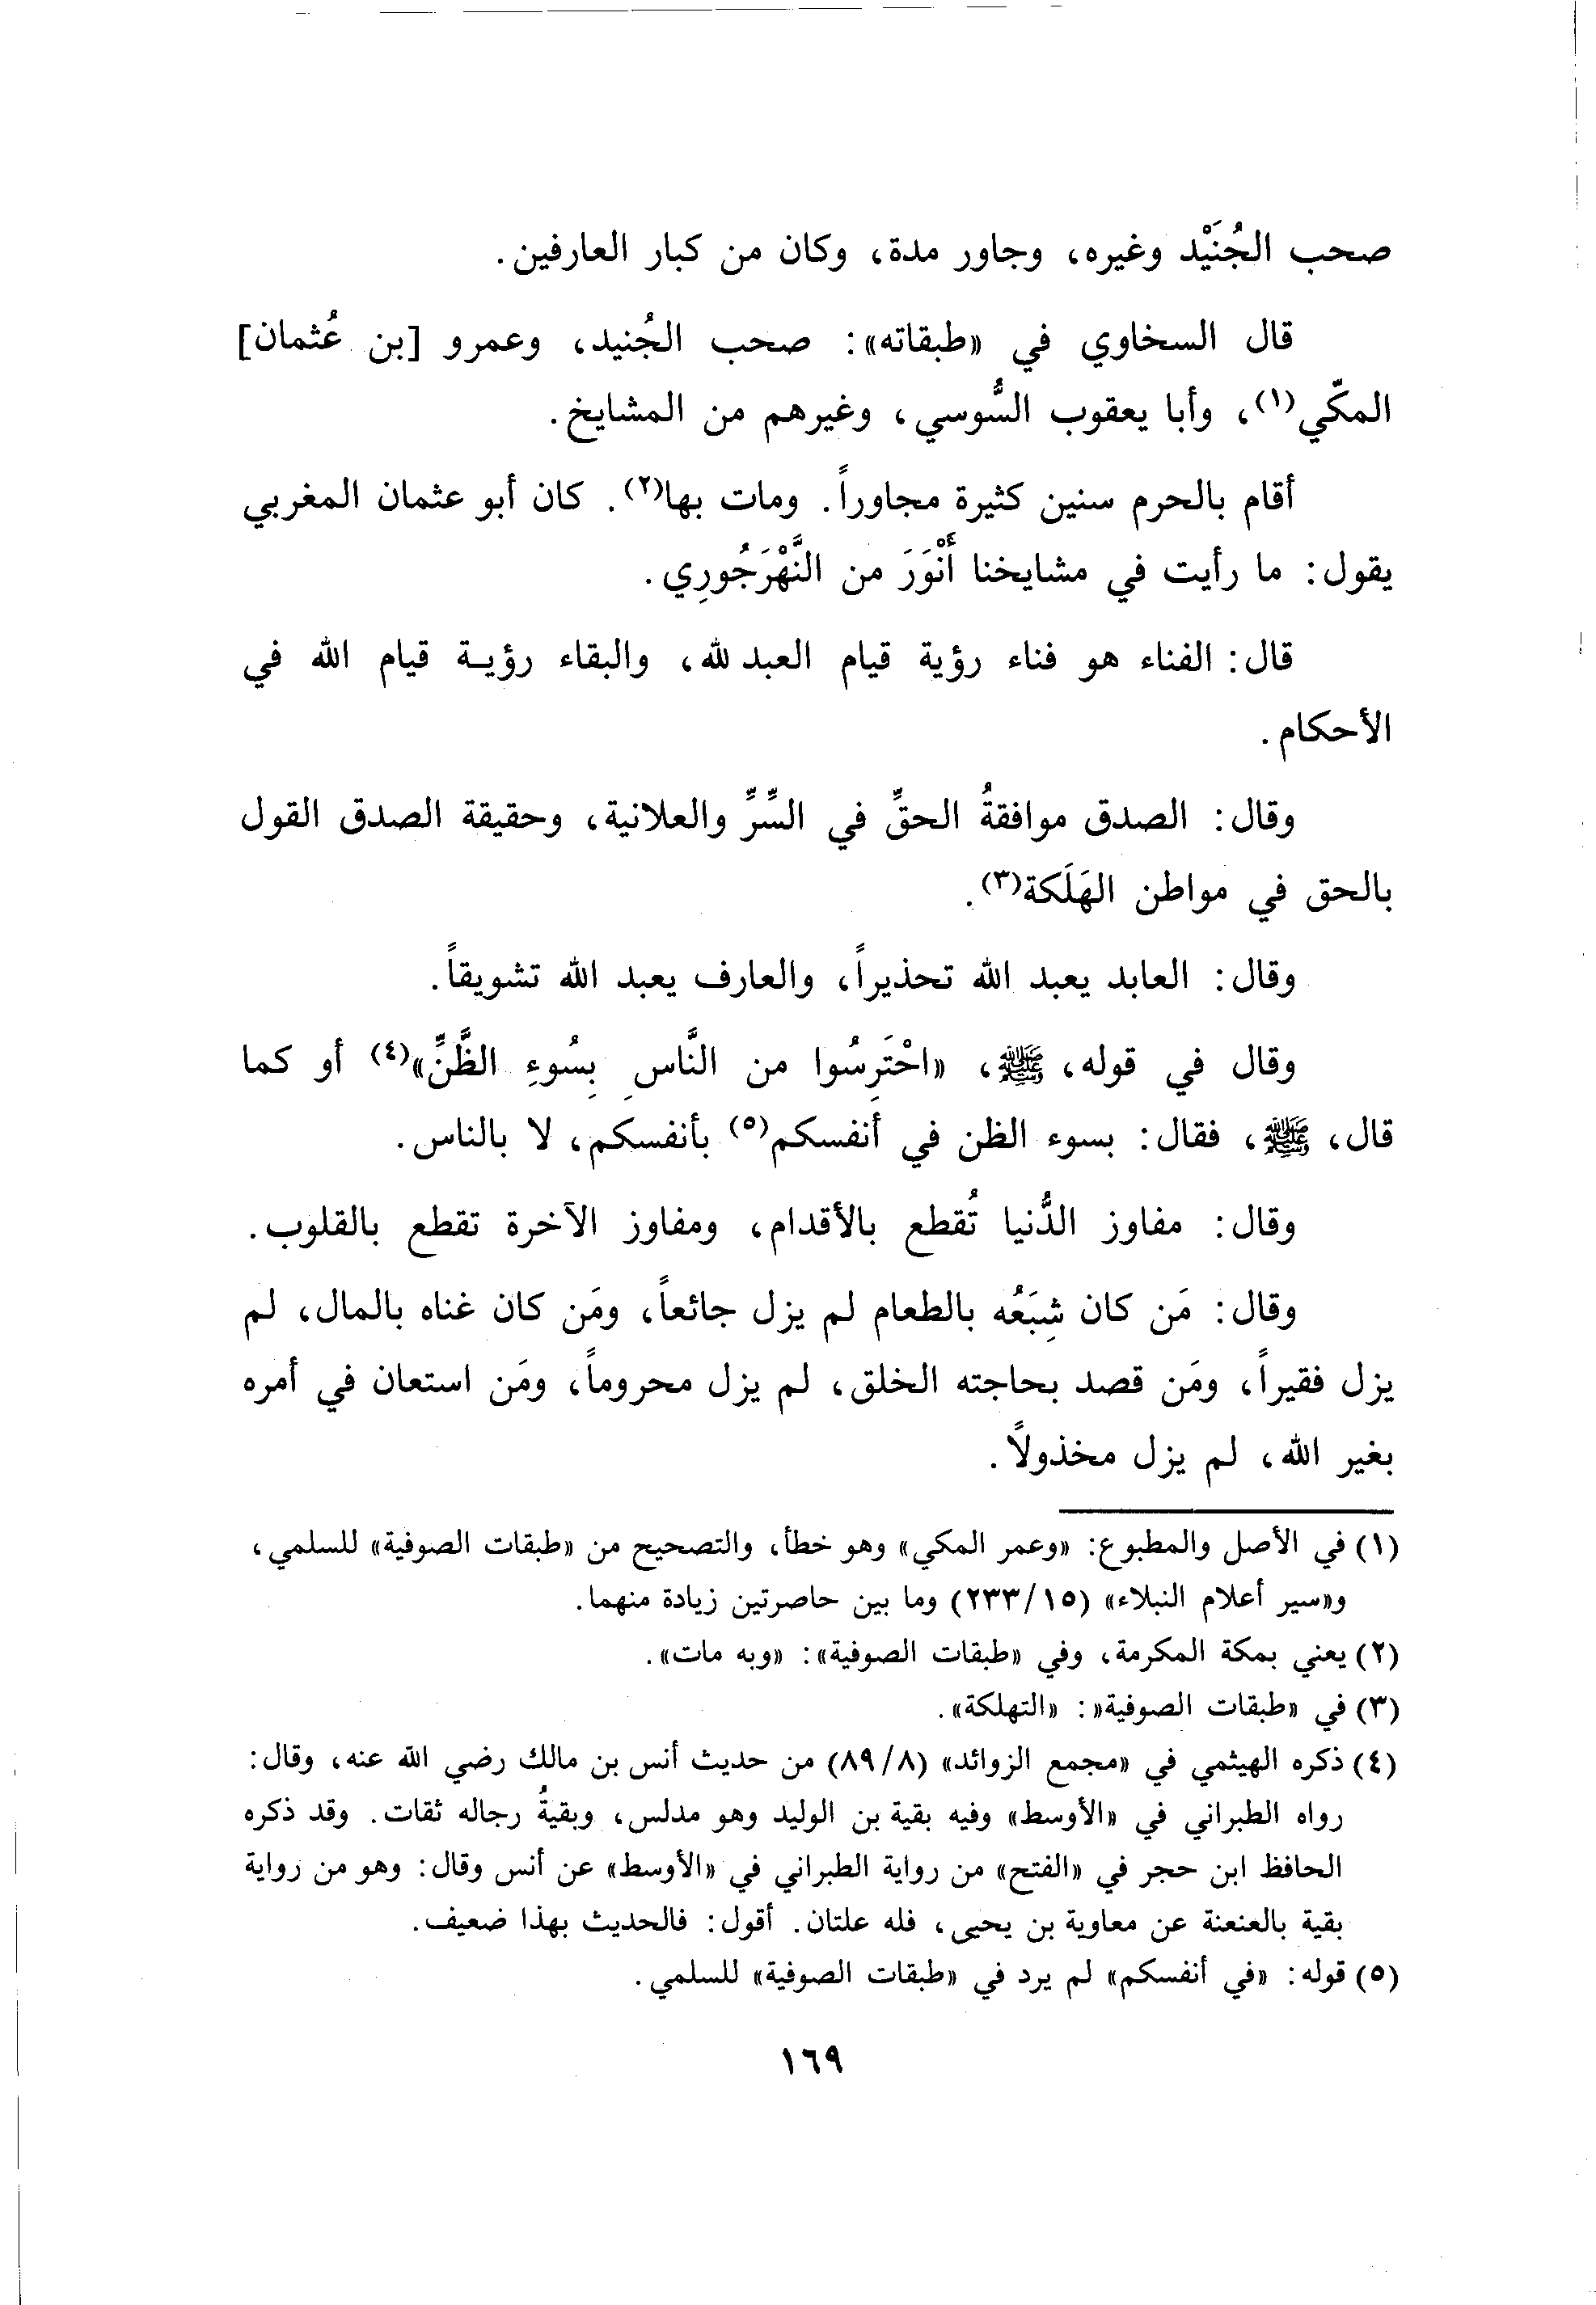 صحب الجُنَيْد وغيره، وجاور مدة، وكان من كبار العارفين.
قال السخاوي في «طبقاته»: صحب الجُنيد، وعمرو [بن عُثمان]
المكّي(١)، وأبا يعقوب السُّوسي، وغيرهم من المشايخ.
أقام بالحرم سنين كثيرة مجاوراً. ومات بها(٢). كان أبو عثمان المغربي
يقول: ما رأيت في مشايخنا أَنْوَرَ من النَّهْرَجُورِي.
قال: الفناء هو فناء رؤية قيام العبد لله، والبقاء رؤيـة قيام الله في
الأحكام.
وقال: الصدق موافقةُ الحقِّ في السِّرِّ والعلانية، وحقيقة الصدق القول
بالحق في مواطن الهَلَكة(٣).
وقال: العابد يعبد الله تحذيراً، والعارف يعبد الله تشويقاً.
وقال في قوله، ﷺ، «احْتَرِسُوا من النَّاسِ بِسُوءِ الظَّنِّ»(٤) أو كما
قال، ﷺ، فقال: بسوء الظن في أنفسكم(٥) بأنفسكم، لا بالناس.
وقال: مفاوز الدُّنيا تُقطع بالأقدام، ومفاوز الآخرة تقطع بالقلوب.
وقال: مَن كان شِبَعُه بالطعام لم يزل جائعاً، ومَن كان غناه بالمال، لم
يزل فقيراً، ومَن قصد بحاجته الخلق، لم يزل محروماً، ومَن استعان في أمره
بغير الله، لم يزل مخذولاً.
(١) في الأصل والمطبوع: «وعمر المكي» وهو خطأ، والتصحيح من «طبقات الصوفية» للسلمي،
و«سير أعلام النبلاء» (٢٣٣/١٥) وما بين حاصرتين زيادة منهما.
(٢) يعني بمكة المكرمة، وفي «طبقات الصوفية»: «وبه مات».
(٣) في «طبقات الصوفية«: «التهلكة».
(٤) ذكره الهيثمي في «مجمع الزوائد» (٨٩/٨) من حديث أنس بن مالك رضي الله عنه، وقال:
رواه الطبراني في «الأوسط» وفيه بقية بن الوليد وهو مدلس، وبقيةُ رجاله ثقات. وقد ذكره
الحافظ ابن حجر في «الفتح» من رواية الطبراني في «الأوسط» عن أنس وقال: وهو من رواية
بقية بالعنعنة عن معاوية بن يحيى، فله علتان. أقول: فالحديث بهذا ضعيف.
(٥) قوله: «في أنفسكم» لم يرد في «طبقات الصوفية» للسلمي.
١٦٩